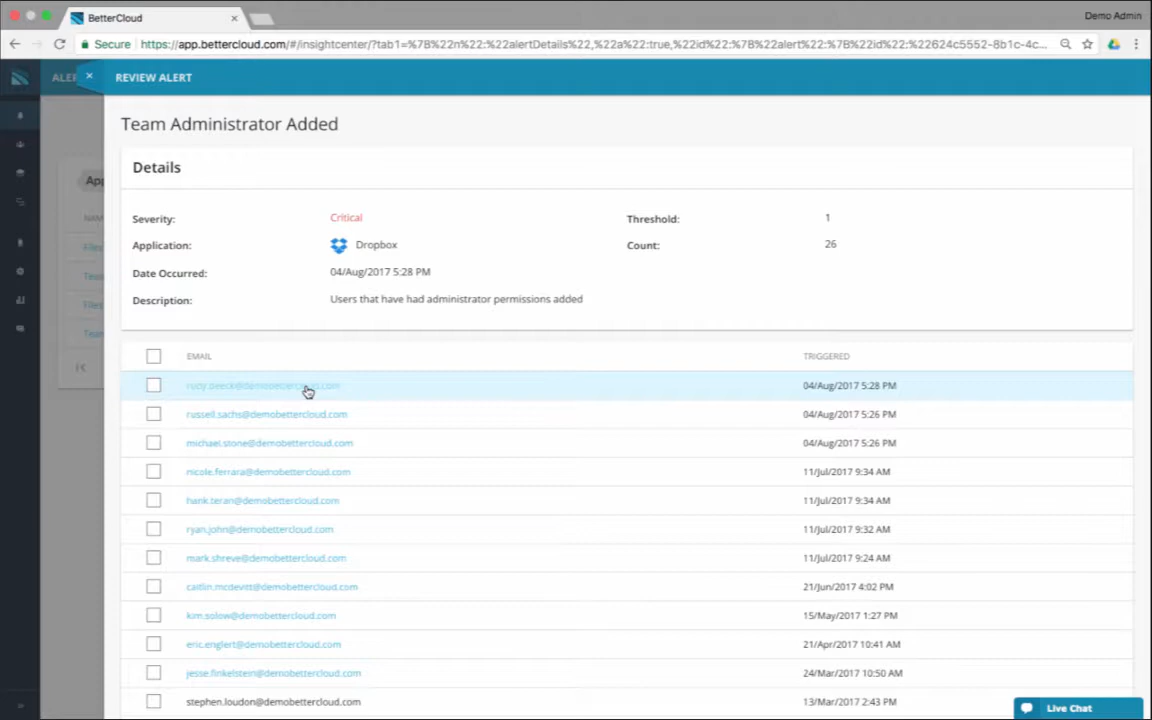 BetterCloud
Demo Admin
Secure https://app.bettercloud.com/#/insightcenter/?tab1=%7B%22n%22:%22alertDetails%22,%22a%22:true,%22id%22:%7B%22alert%22:%7B%22id%22:%22624c5552-8b1c-4c...
ALER
REVIEW ALERT
Team Administrator Added
Details
Severity: Critical Threshold: 1
Application: Dropbox Count: 26
Date Occurred: 04/Aug/2017 5:28 PM
Description: Users that have had administrator permissions added
App
NAM
Tean
EMAIL TRIGGERED
04/Aug/2017 5:28 PM
russell.sachs@demobettercloud.com 04/Aug/2017 5:26 PM
michael.stone@demobettercloud.com 04/Aug/2017 5:26 PM
nicole.ferrara@demobettercloud.com 11/Jul/2017 9:34 AM
hank.teran@demobettercloud.com 11/Jul/2017 9:34 AM
ryan.john@demobettercloud.com 11/Jul/2017 9:32 AM
mark.shreve@demobettercloud.com 11/Jul/2017 9:24 AM
caitlin.mcdevitt@demobettercloud.com 21/Jun/2017 4:02 PM
kim.solow@demobettercloud.com 15/May/2017 1:27 PM
eric.englert@demobettercloud.com 21/Apr/2017 10:41 AM
jesse.finkelstein@demobettercloud.com 24/Mar/2017 10:50 AM
stephen.loudon@demobettercloud.com 13/Mar/2017 2:43 PM
Live Chat